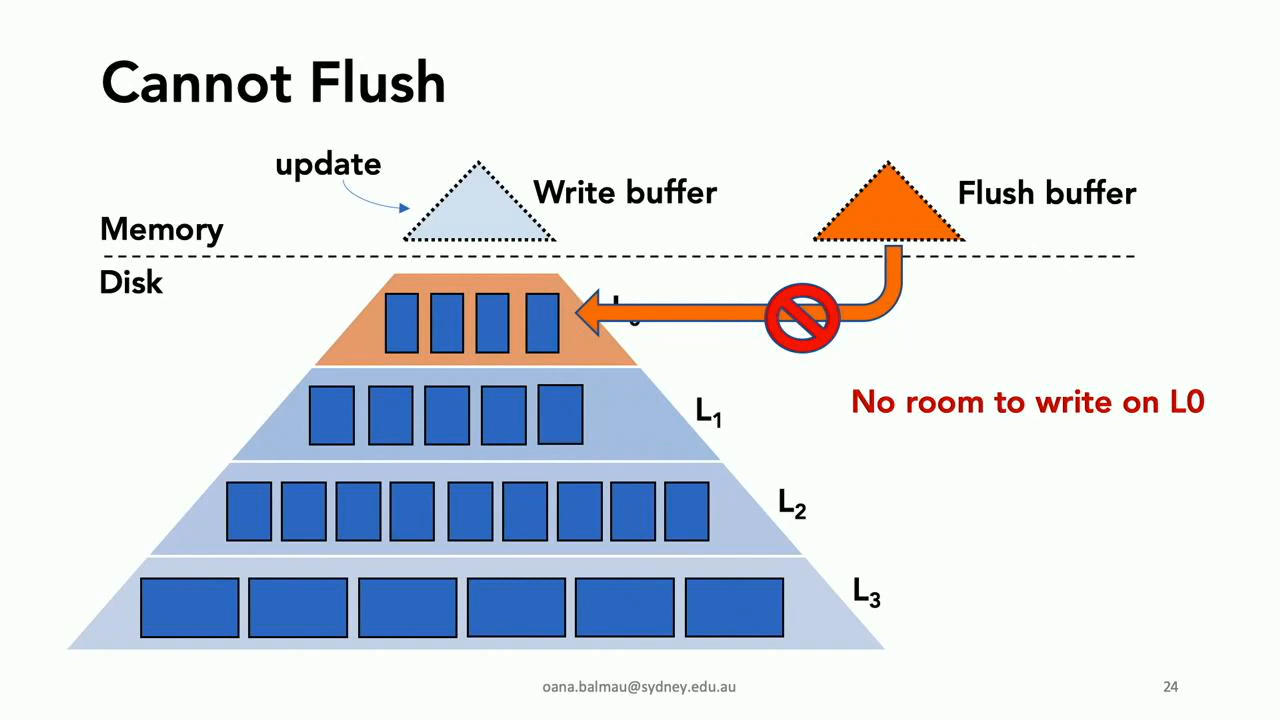 Cannot Flush
update
Write buffer
Flush buffer
Memory
Disk
No room to write on L0
L1
L2
L3
oana.balmau@sydney.edu.au
24